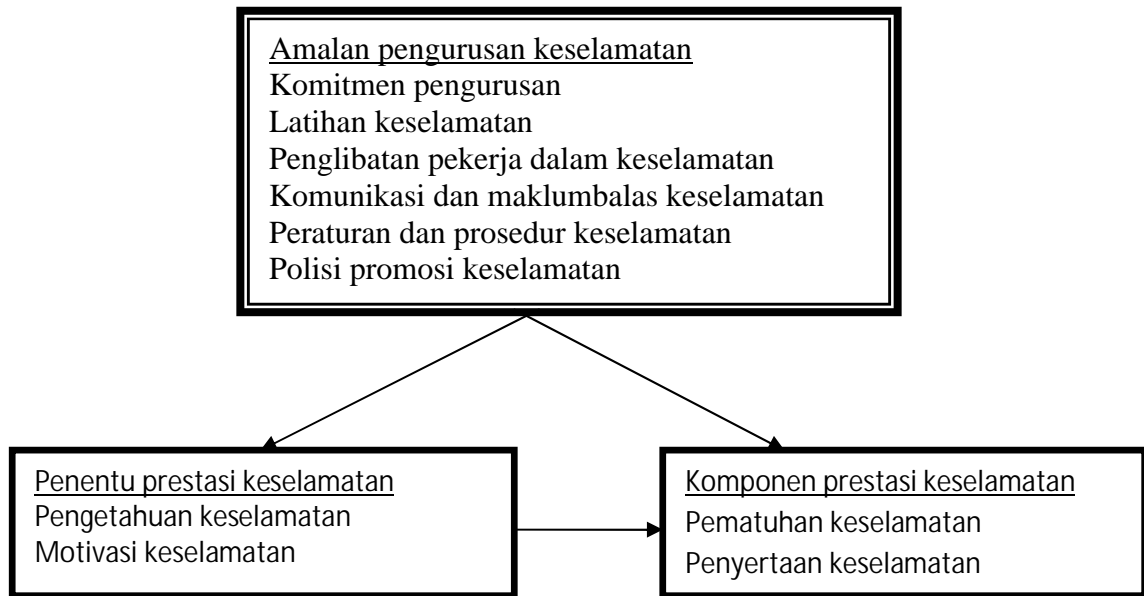 Amalan pengurusan keselamatan
Komitmen pengurusan
Latihan keselamatan
Penglibatan pekerja dalam keselamatan
Komunikasi dan maklumbalas keselamatan
Peraturan dan prosedur keselamatan
Polisi promosi keselamatan
Penentu prestasi keselamatan
Pengetahuan keselamatan
Motivasi keselamatan
Komponen prestasi keselamatan
Pematuhan keselamatan
Penyertaan keselamatan